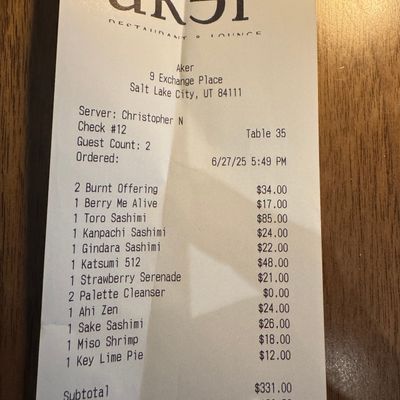 aker
RESTAURANT & LOUNGE
Aker
9 Exchange Place
Salt Lake City, UT 84111
Server: Christopher N
Check #12 Table 35
Guest Count: 2
Ordered: 6/27/25 5:49 PM
2 Burnt Offering $34.00
1 Berry Me Alive $17.00
1 Toro Sashimi $85.00
1 Kanpachi Sashimi $24.00
1 Gindara Sashimi $22.00
1 Katsumi 512 $48.00
1 Strawberry Serenade $21.00
2 Palette Cleanser $0.00
1 Ahi Zen $24.00
1 Sake Sashimi $26.00
1 Miso Shrimp $18.00
1 Key Lime Pie $12.00
Subtotal $331.00